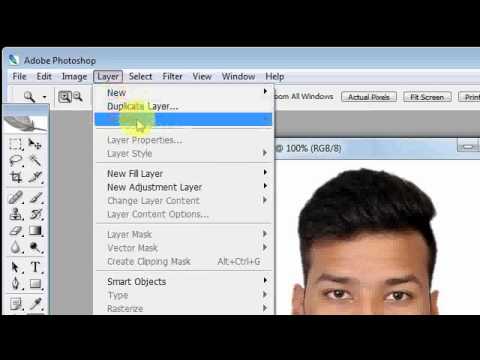 Adobe Photoshop
File Edit Image Layer Select Filter View Window Help
oom All Windows Actual Pixels Fit Screen Print
New
Duplicate Layer...
Layer Properties...
Layer Style
@ 100% (RGB/8)
New Fill Layer
New Adjustment Layer
Change Layer Content
Layer Content Options...
Layer Mask
Vector Mask
Create Clipping Mask Alt+Ctrl+G
Smart Objects
Type
Rasterize
T